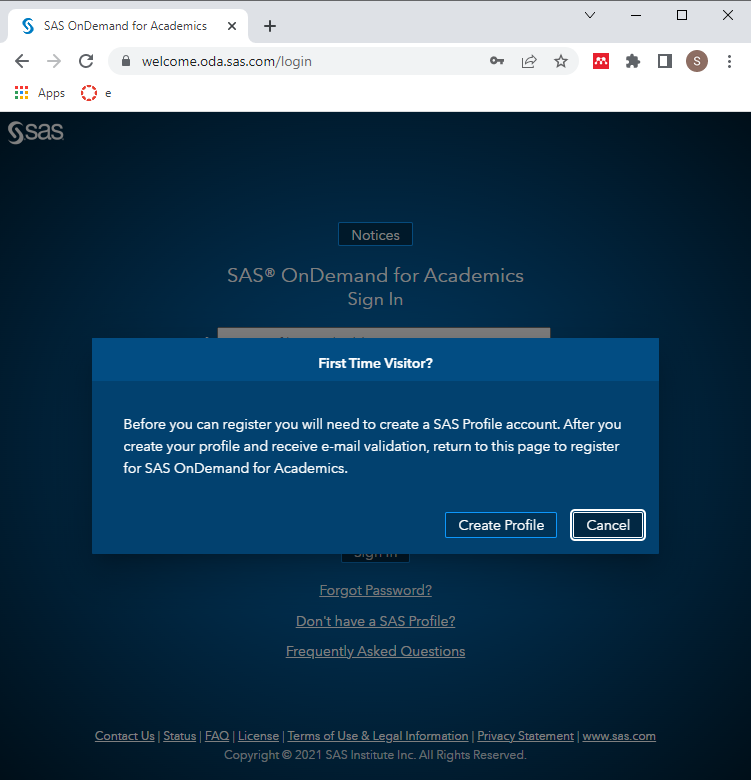 SAS OnDemand for Academics
welcome.oda.sas.com/login
S
Apps
e
sas
Notices
SAS® OnDemand for Academics
Sign In
First Time Visitor?
Before you can register you will need to create a SAS Profile account. After you
create your profile and receive e-mail validation, return to this page to register
for SAS OnDemand for Academics.
Create Profile
Cancel
Sign In
Forgot Password?
Don't have a SAS Profile?
Frequently Asked Questions
Contact Us | Status | FAQ | License | Terms of Use & Legal Information | Privacy Statement | www.sas.com
Copyright © 2021 SAS Institute Inc. All Rights Reserved.